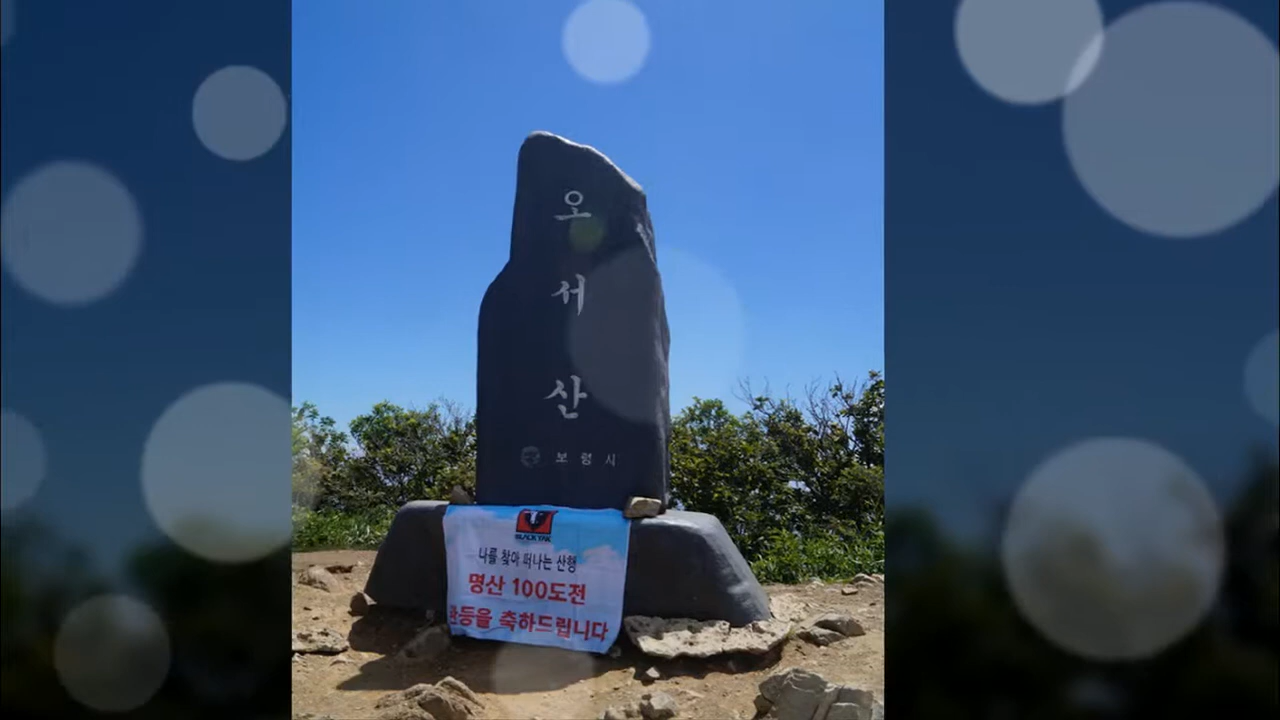 오
서
산
보령시
BLACKYAK
나를 찾아 떠나는 산행
명산 100도전
완등을 축하드립니다